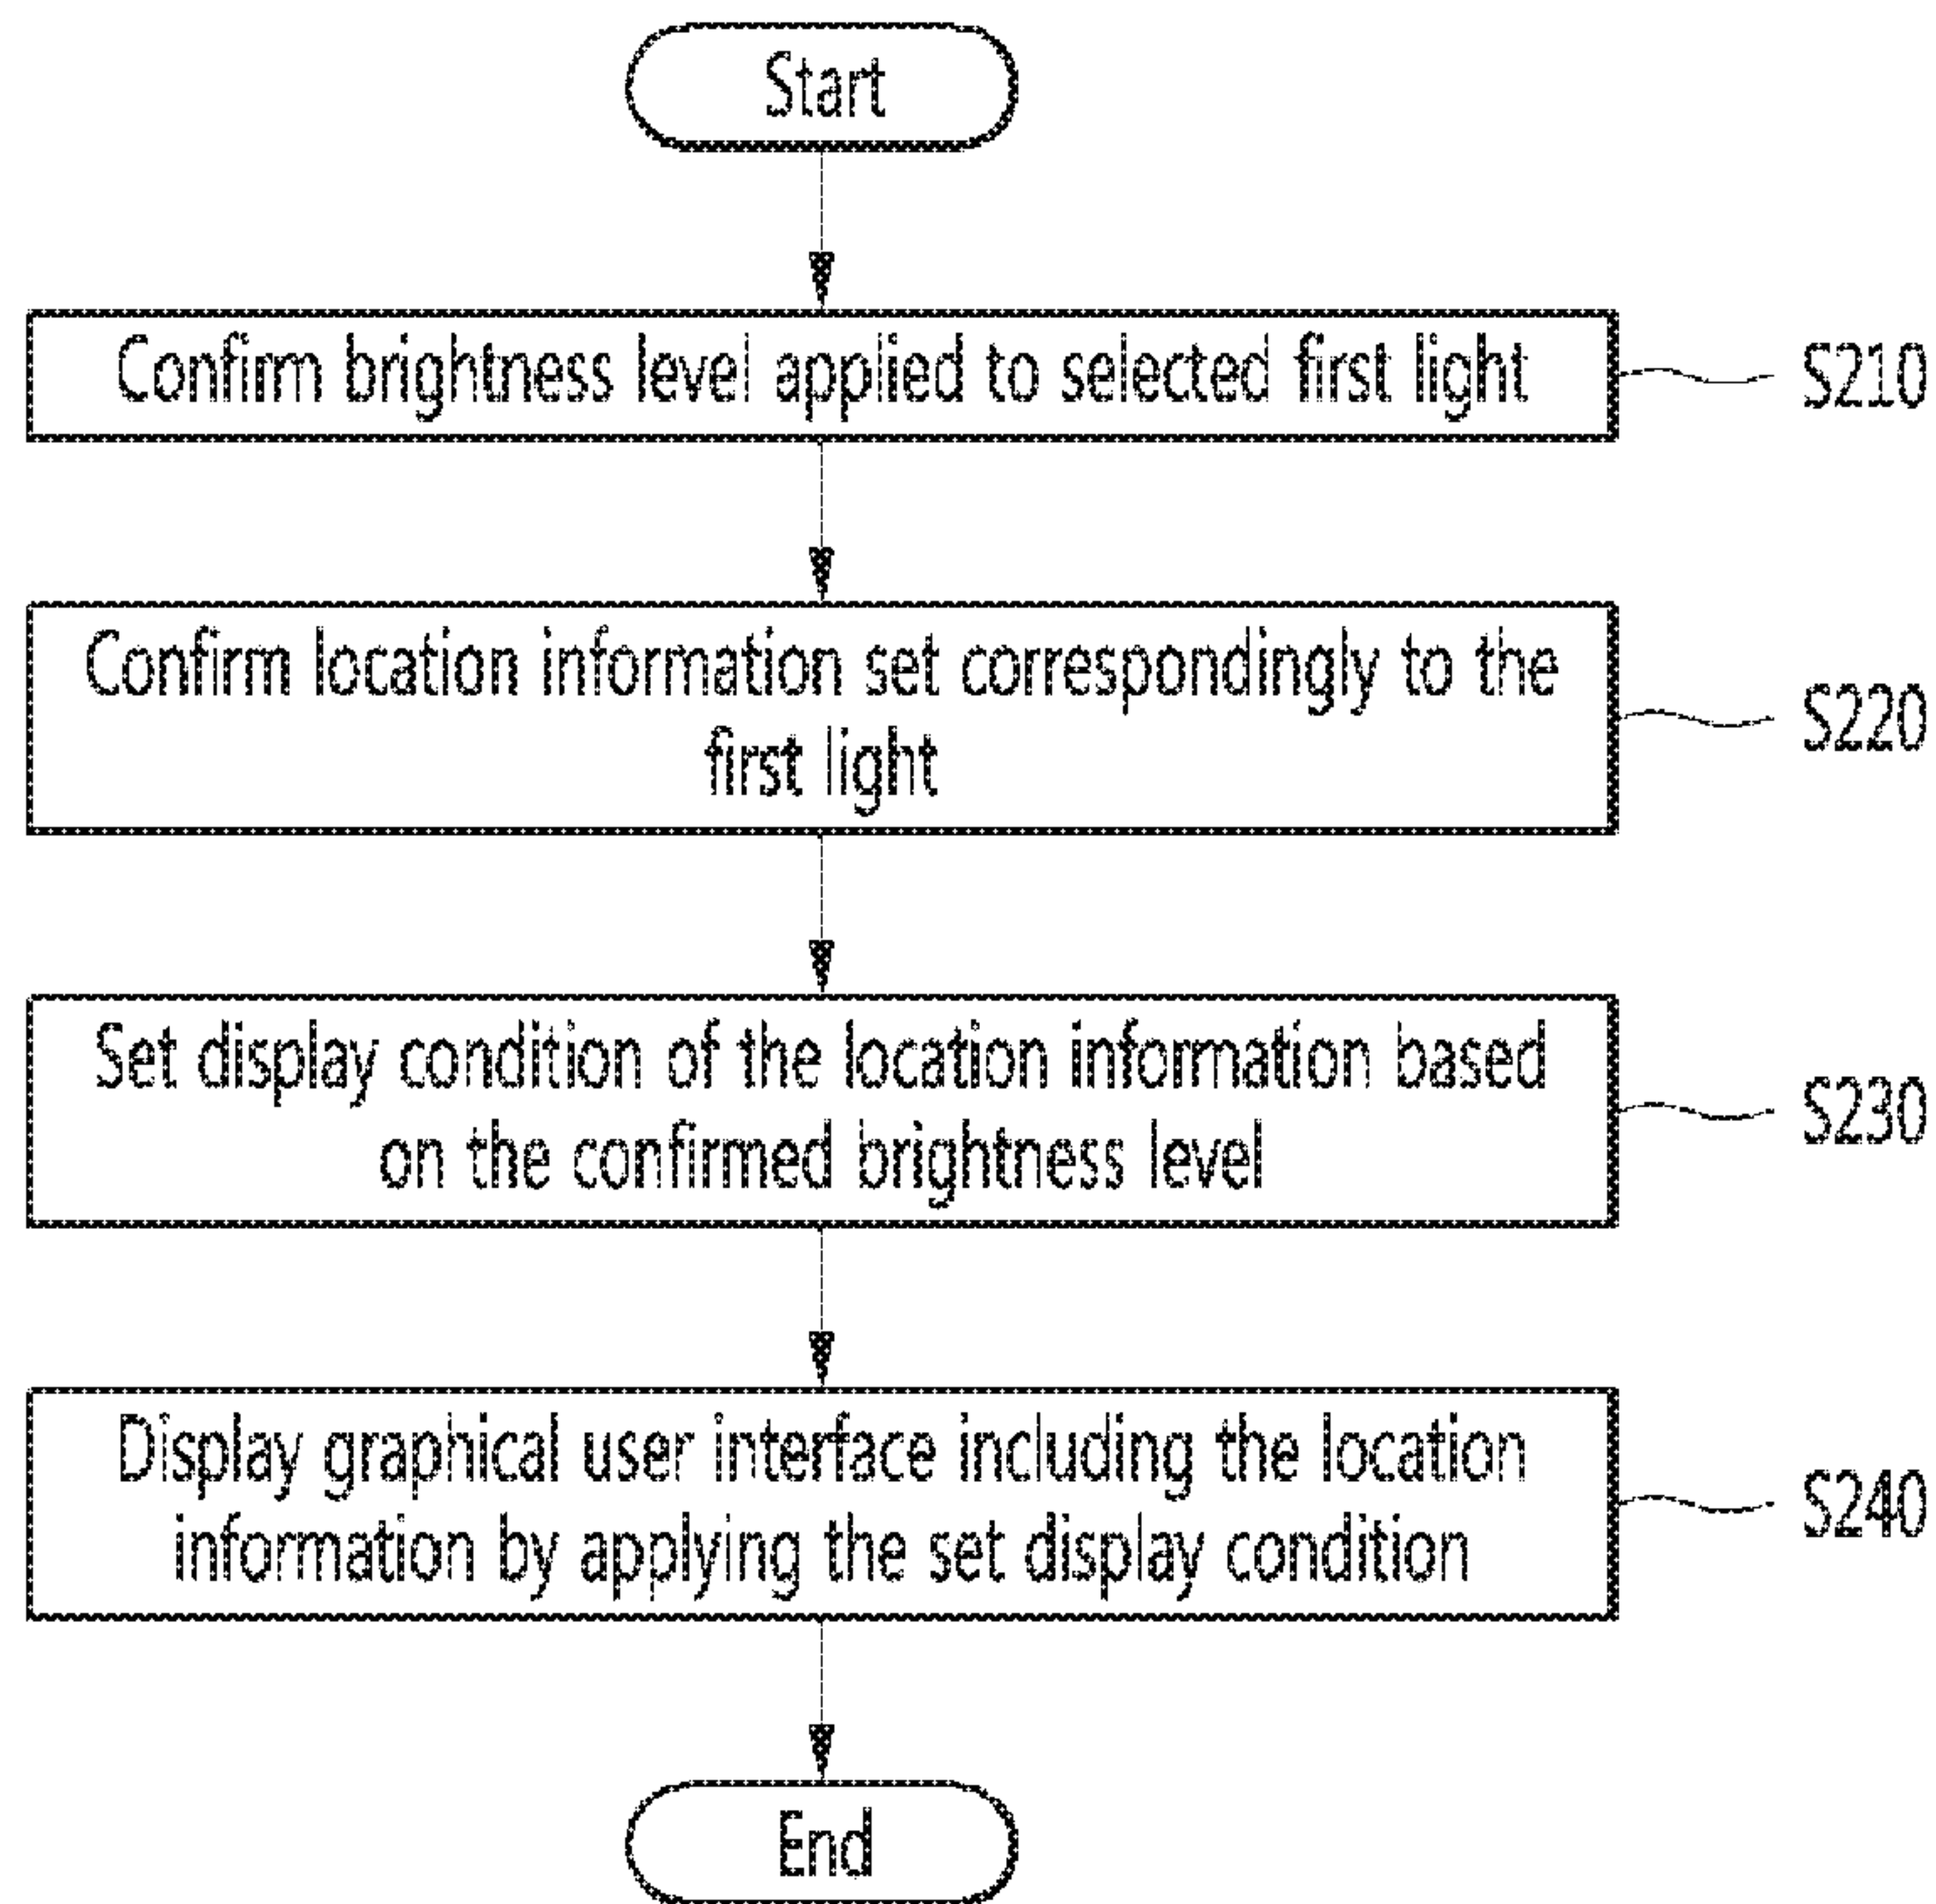 Start
Confirm brightness level applied to selected first light
S210
Confirm location information set correspondingly to the
first light
S220
Set display condition of the location information based
on the confirmed brightness level
S230
Display graphical user interface including the location
information by applying the set display condition
S240
End